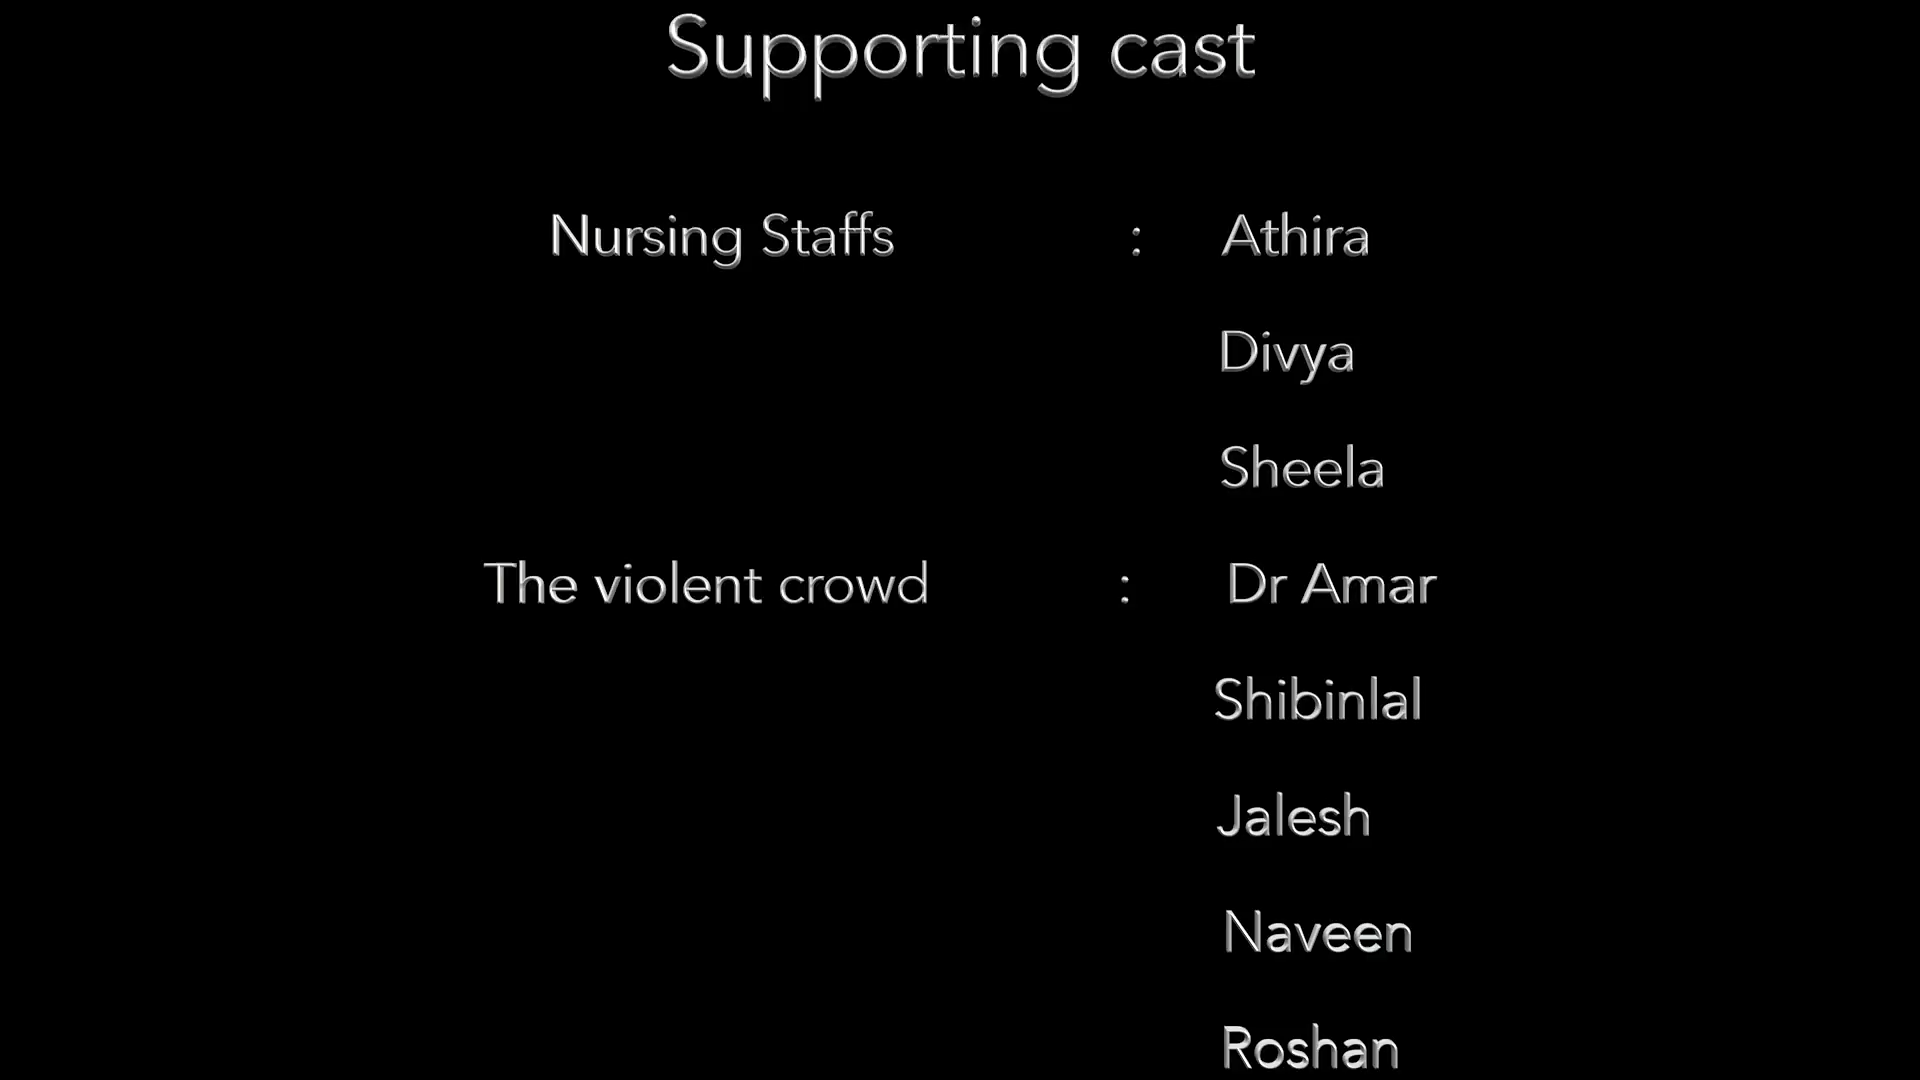 Supporting cast
Nursing Staffs : Athira
Divya
Sheela
The violent crowd : Dr Amar
Shibinlal
Jalesh
Naveen
Roshan